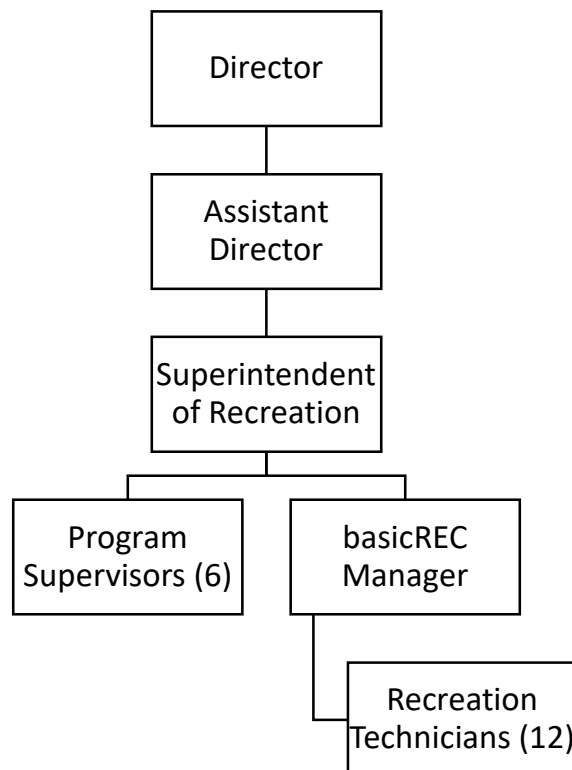 Director
Assistant
Director
Superintendent
of Recreation
Program
Supervisors (6)
basicREC
Manager
Recreation
Technicians (12)